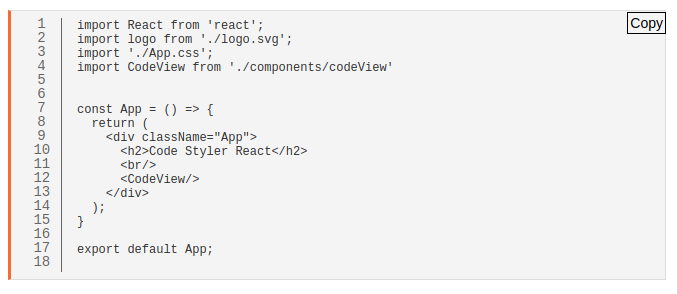 Copy
1 import React from 'react';
2 import logo from './logo.svg';
3 import './App.css';
4 import CodeView from './components/codeView'
5
6
7 const App = () => {
8   return (
9     <div className="App">
10       <h2>Code Styler React</h2>
11       <br/>
12       <CodeView/>
13     </div>
14   );
15 }
16
17 export default App;
18